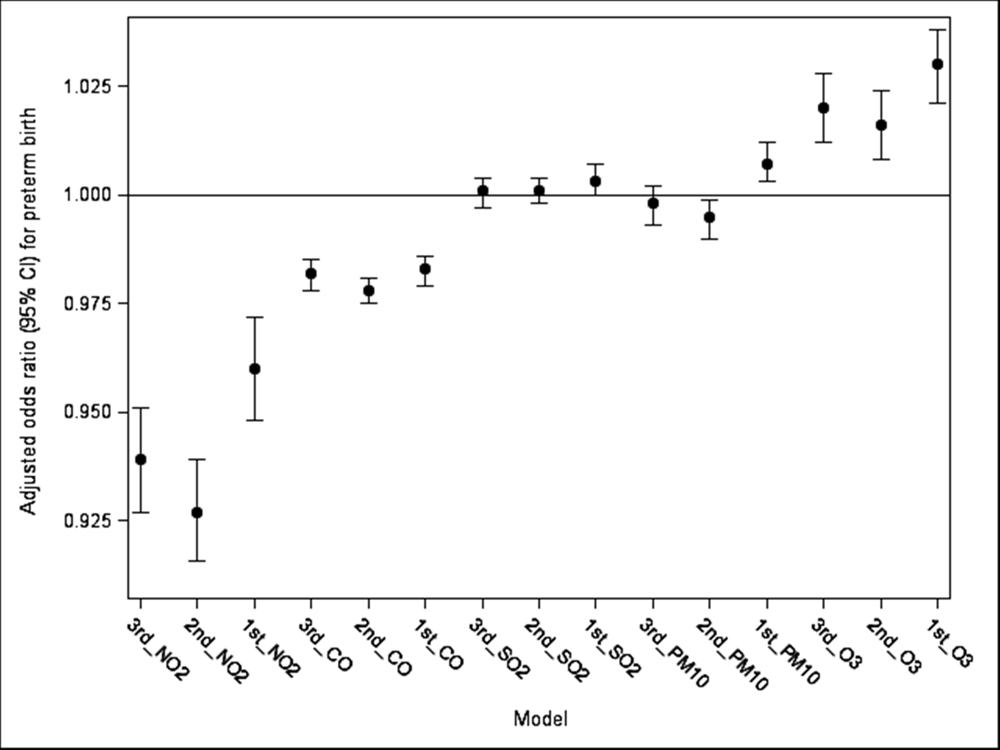 Adjusted odds ratio (95% CI) for preterm birth
1.025
1.000
0.975
0.950
0.925
3rd_NO2
2nd_NO2
1st_NO2
3rd_CO
2nd_CO
1st_CO
3rd_SO2
2nd_SO2
1st_SO2
3rd_PM10
2nd_PM10
1st_PM10
3rd_O3
2nd_O3
1st_O3
Model